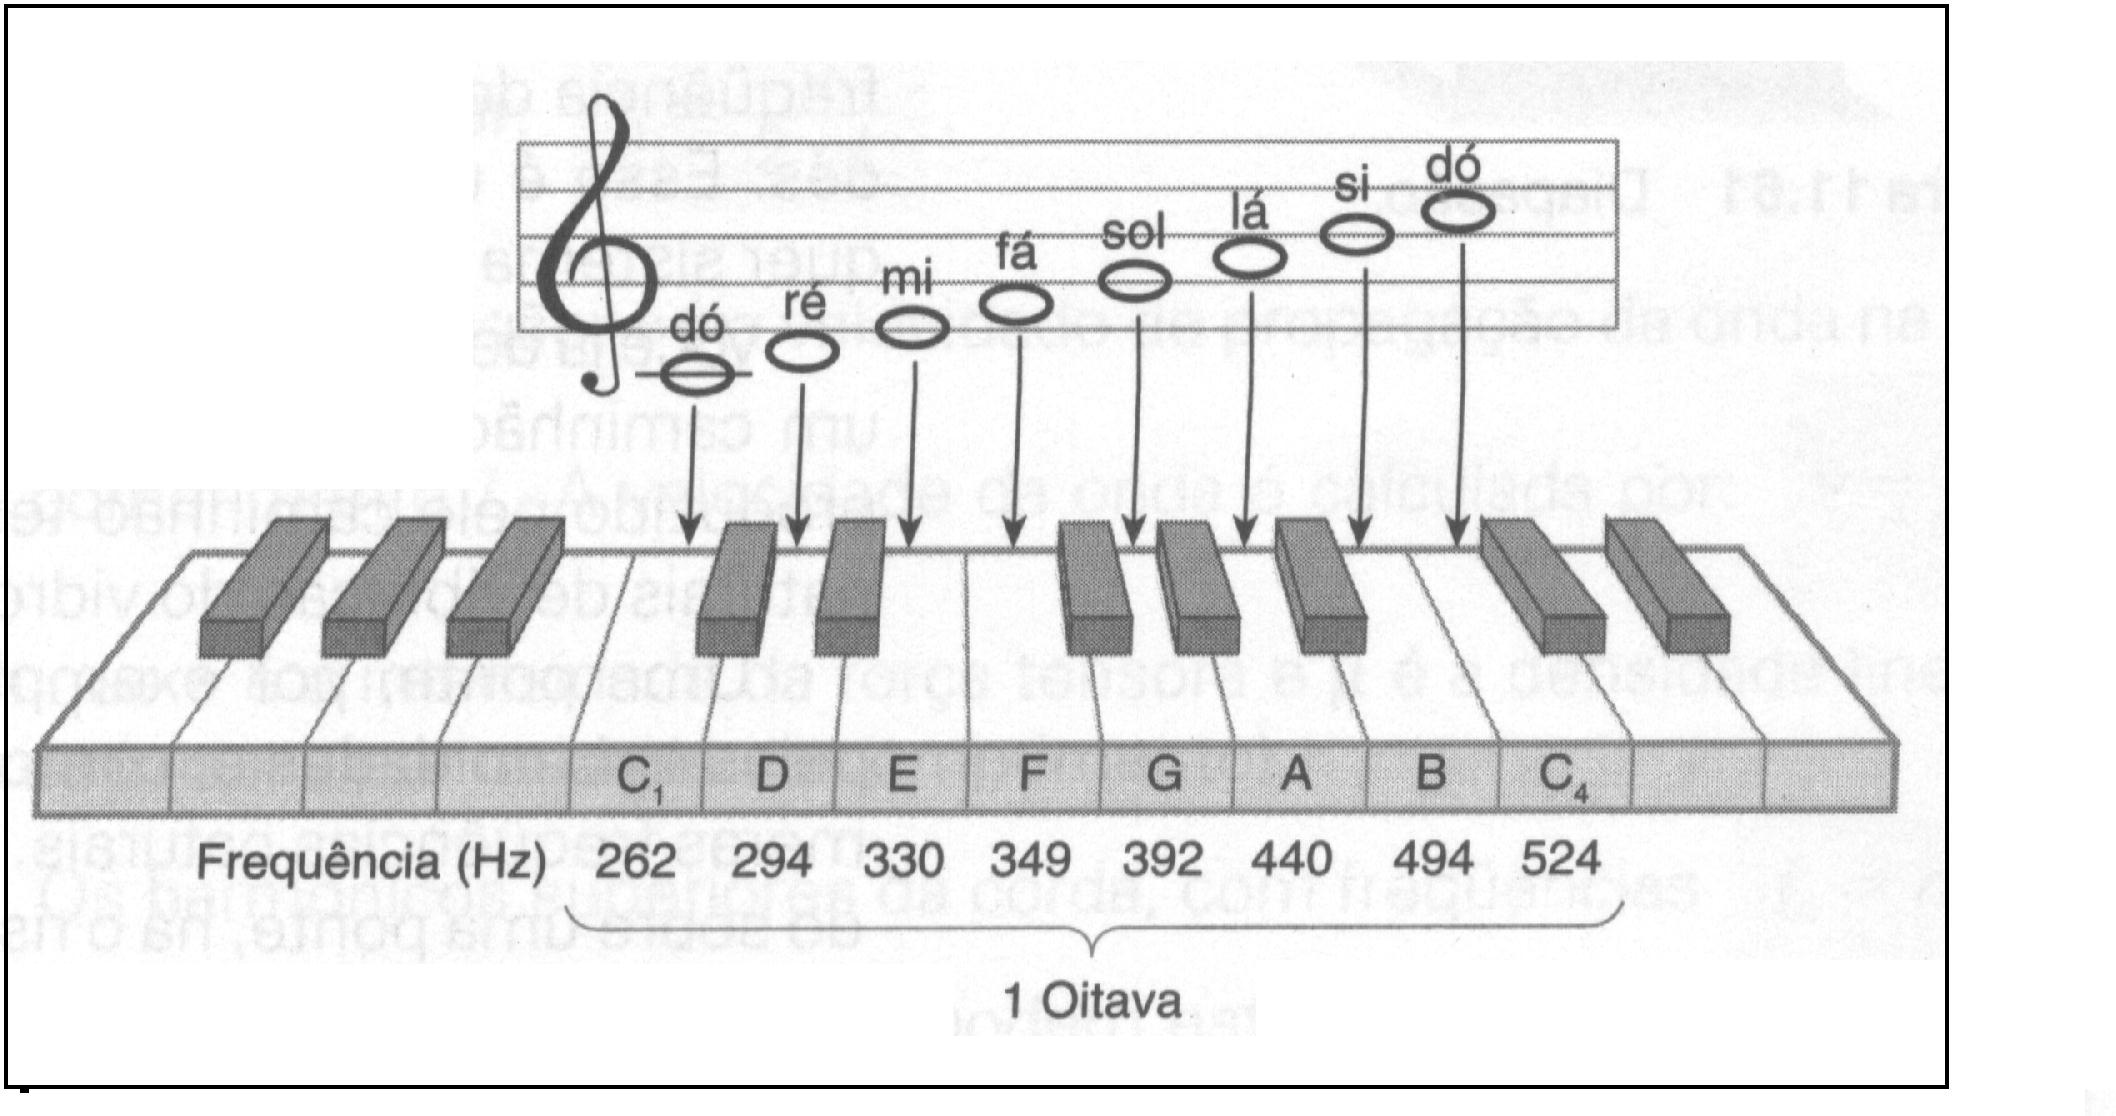 dó ré mi fá sol lá si dó
C₁ D E F G A B C₄
Frequência (Hz) 262 294 330 349 392 440 494 524
1 Oitava